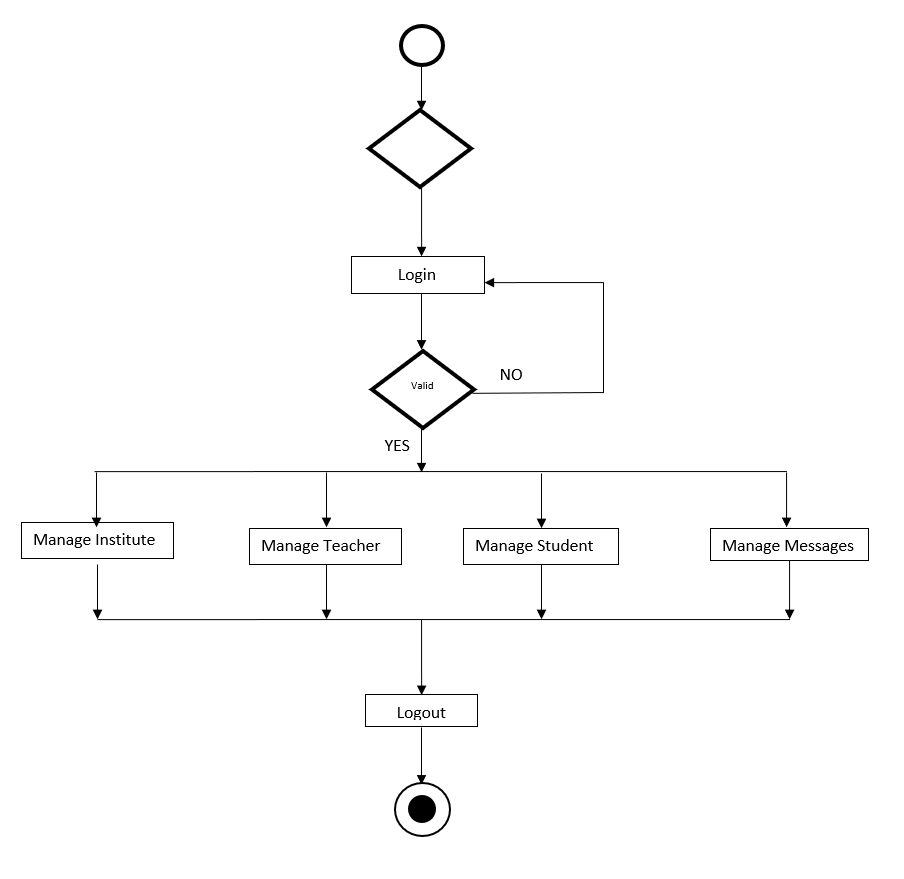 Login
Valid
NO
YES
Manage Institute
Manage Teacher
Manage Student
Manage Messages
Logout